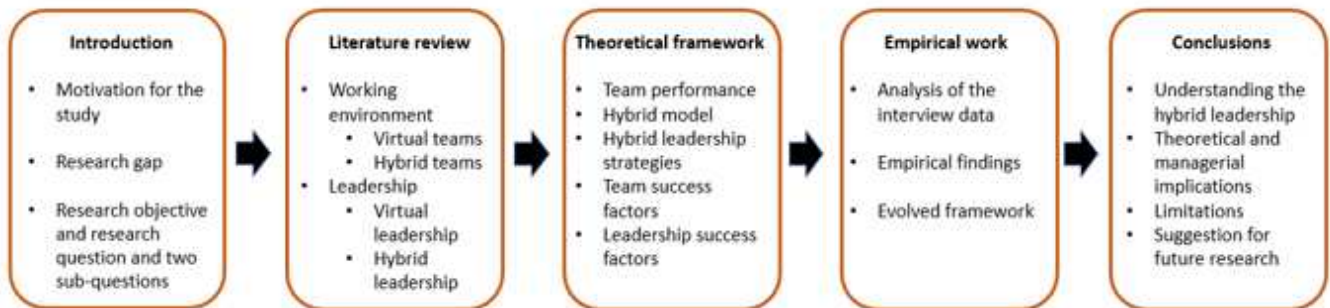 Introduction
• Motivation for the
study
• Research gap
• Research objective
and research
question and two
sub-questions
Literature review
• Working
environment
• Virtual teams
• Hybrid teams
• Leadership
• Virtual
leadership
• Hybrid
leadership
Theoretical framework
• Team performance
• Hybrid model
• Hybrid leadership
strategies
• Team success
factors
• Leadership success
factors
Empirical work
• Analysis of the
interview data
• Empirical findings
• Evolved framework
Conclusions
• Understanding the
hybrid leadership
• Theoretical and
managerial
implications
• Limitations
• Suggestion for
future research